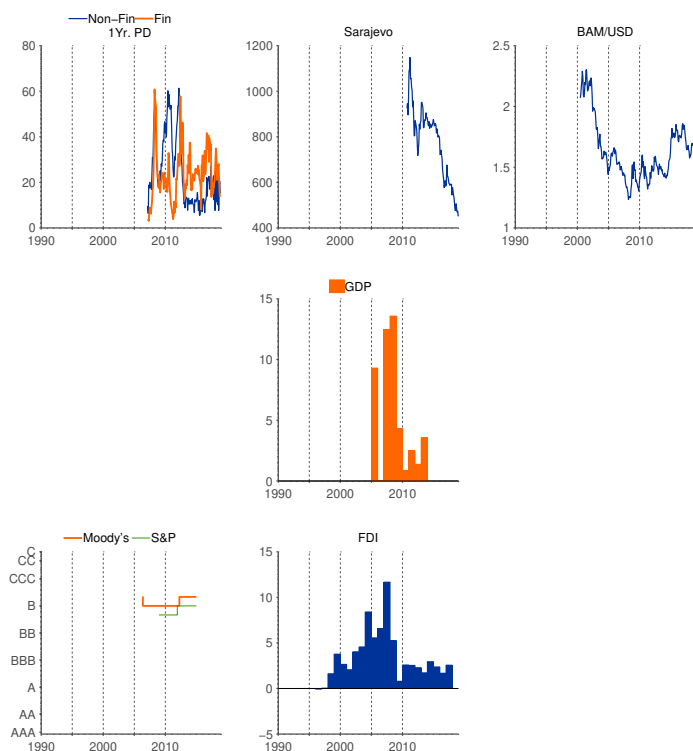 Non-Fin Fin
1Yr. PD
80
60
40
20
0
1990 2000 2010
Sarajevo
1200
1000
800
600
400
1990 2000 2010
BAM/USD
2.5
2
1.5
1
1990 2000 2010
GDP
15
10
5
0
1990 2000 2010
Moody's S&P
C
CC
CCC
B
BB
BBB
A
AA
AAA
1990 2000 2010
FDI
15
10
5
0
−5
1990 2000 2010